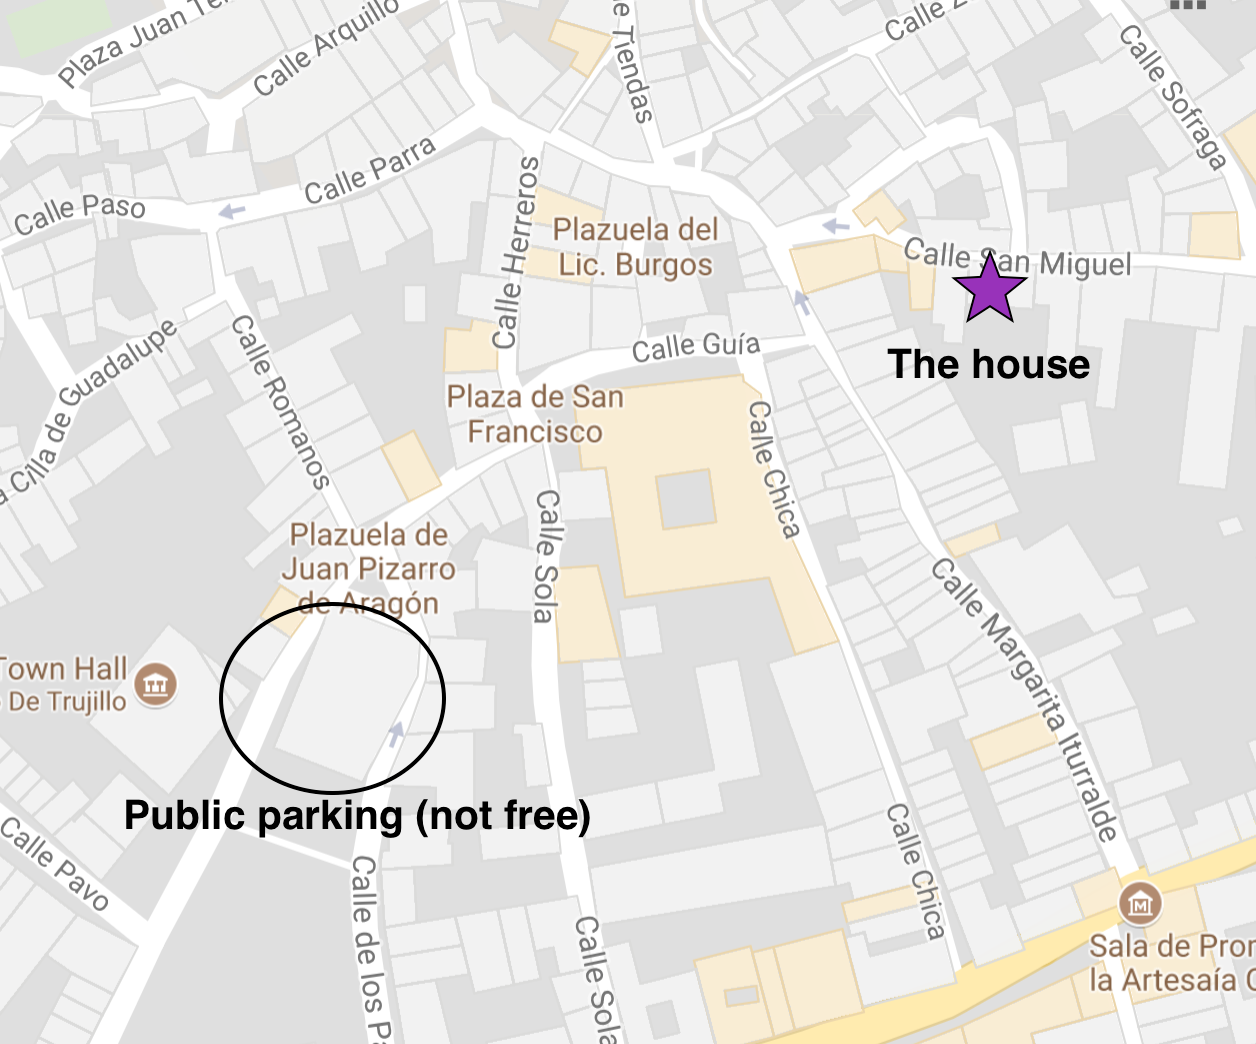 Plaza Juan Te
Calle Arquillo
e Tiendas
Calle Z
Calle Sofraga
Calle Parra
Calle Paso
Calle Herreros
Plazuela del
Lic. Burgos
Calle San Miguel
The house
Calle Guía
a Cilla de Guadalupe
Calle Romanos
Plaza de San
Francisco
Calle Chica
Calle Sola
Plazuela de
Juan Pizarro
de Aragón
Calle Margarita Iturralde
Town Hall
De Trujillo
Public parking (not free)
Calle Pavo
Calle de los Pa
Calle Chica
Calle Sola
M
Sala de Pror
la Artesaía C